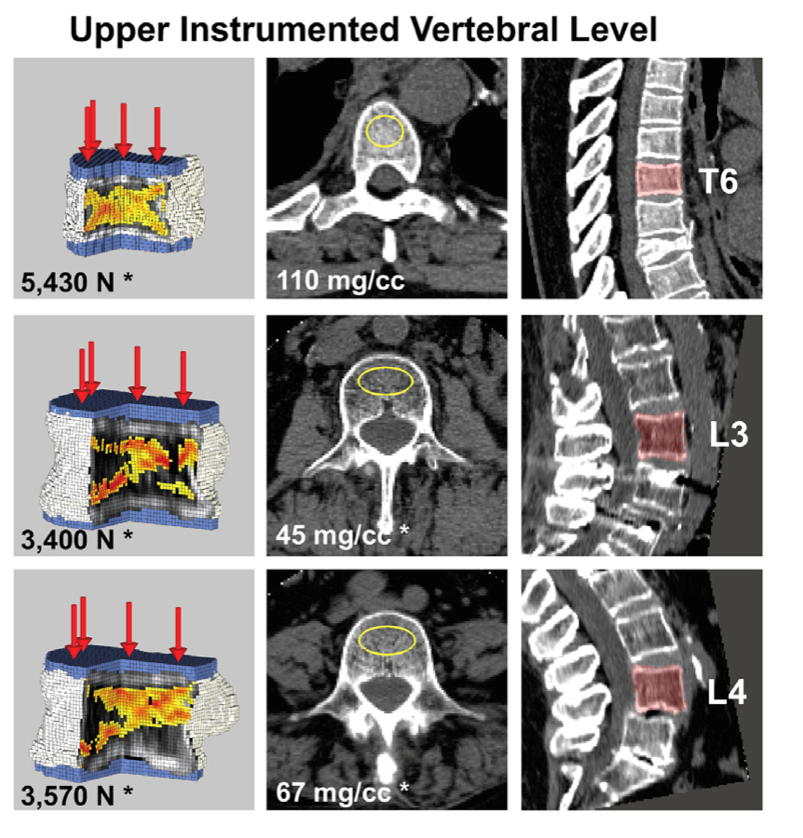 Upper Instrumented Vertebral Level
5,430 N *
110 mg/cc
T6
3,400 N *
45 mg/cc *
L3
3,570 N *
67 mg/cc *
L4